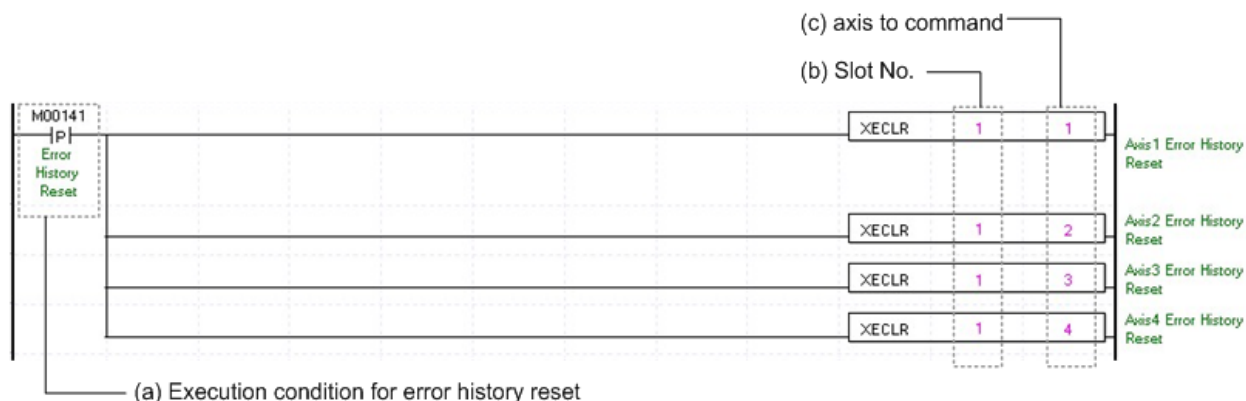 (c) axis to command
(b) Slot No.
M00141
P
Error
History
Reset
XECLR 1 1
Axis1 Error History
Reset
XECLR 1 2
Axis2 Error History
Reset
XECLR 1 3
Axis3 Error History
Reset
XECLR 1 4
Axis4 Error History
Reset
(a) Execution condition for error history reset